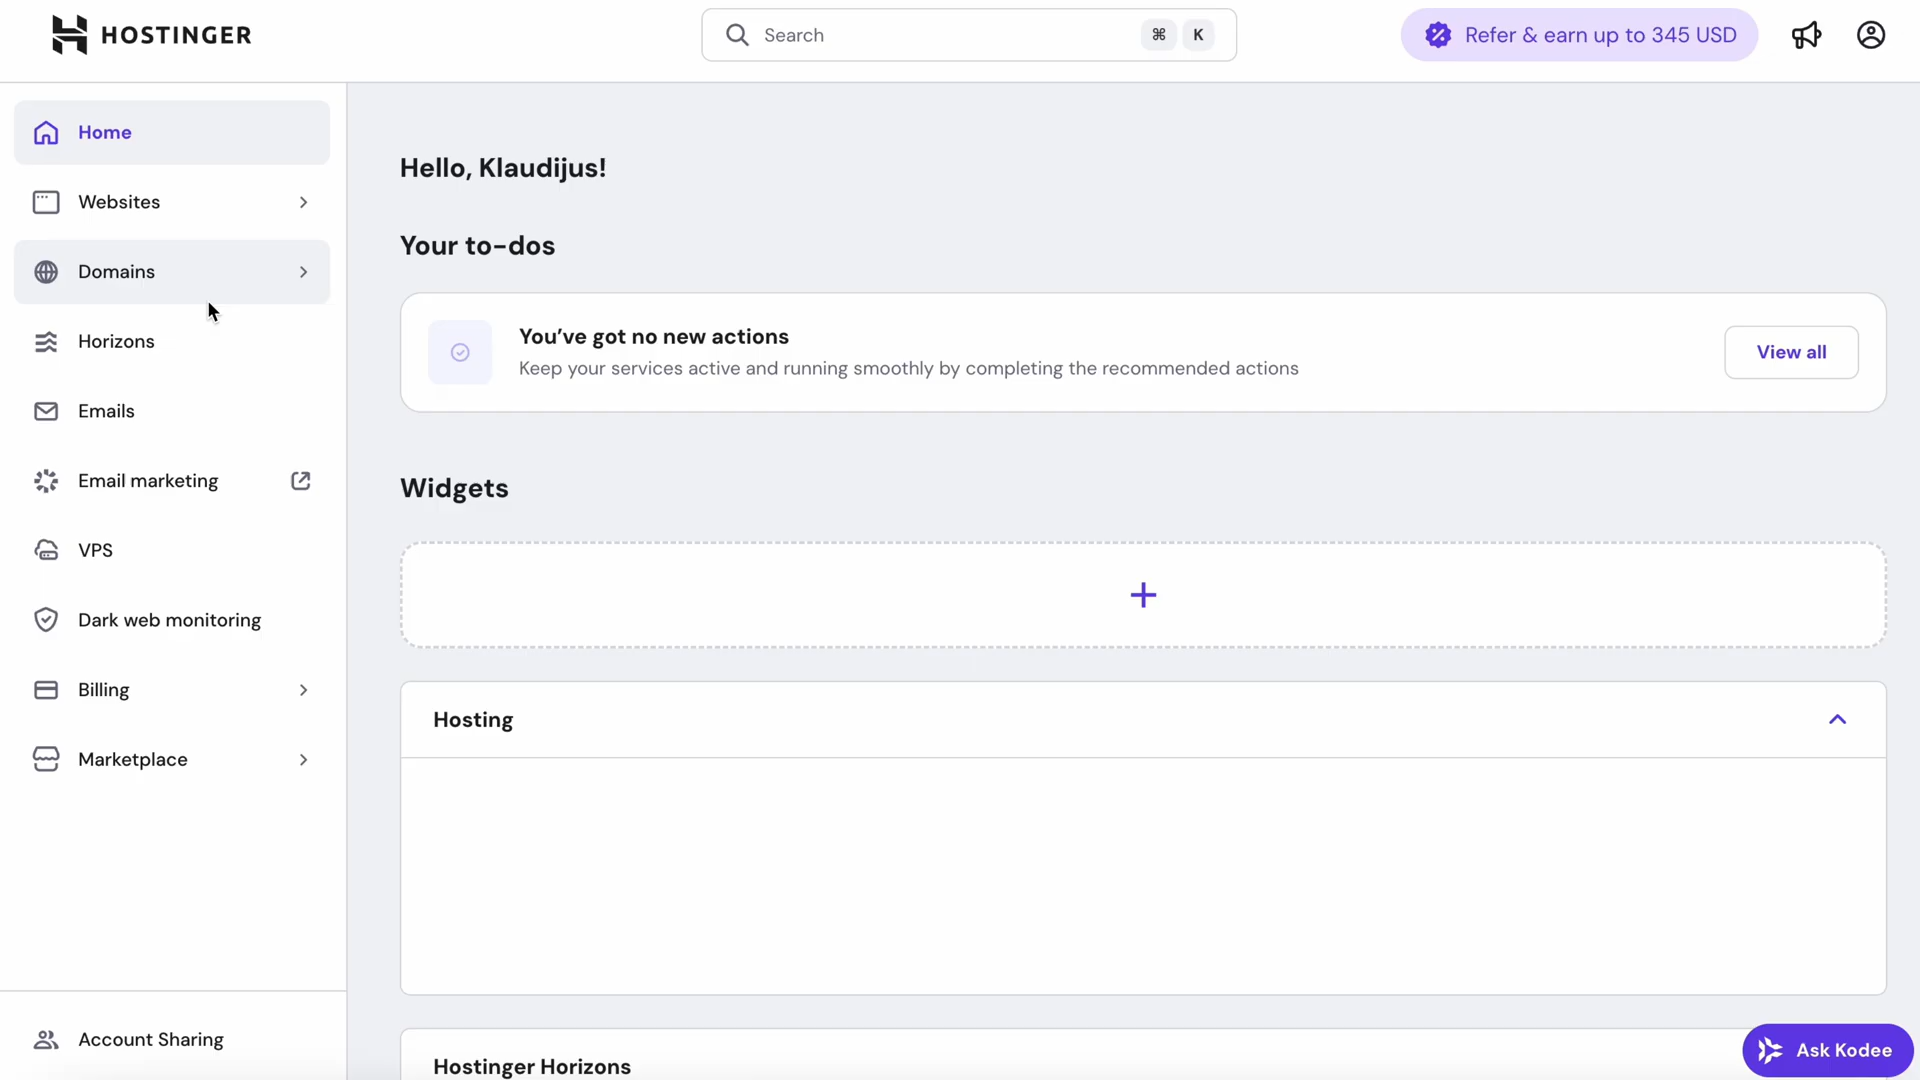 HOSTINGER
Search
⌘ K
Refer & earn up to 345 USD
Home
Websites
Domains
Horizons
Emails
Email marketing
VPS
Dark web monitoring
Billing
Marketplace
Account Sharing
Hello, Klaudijus!
Your to-dos
You’ve got no new actions
Keep your services active and running smoothly by completing the recommended actions
View all
Widgets
Hosting
Hostinger Horizons
Ask Kodee